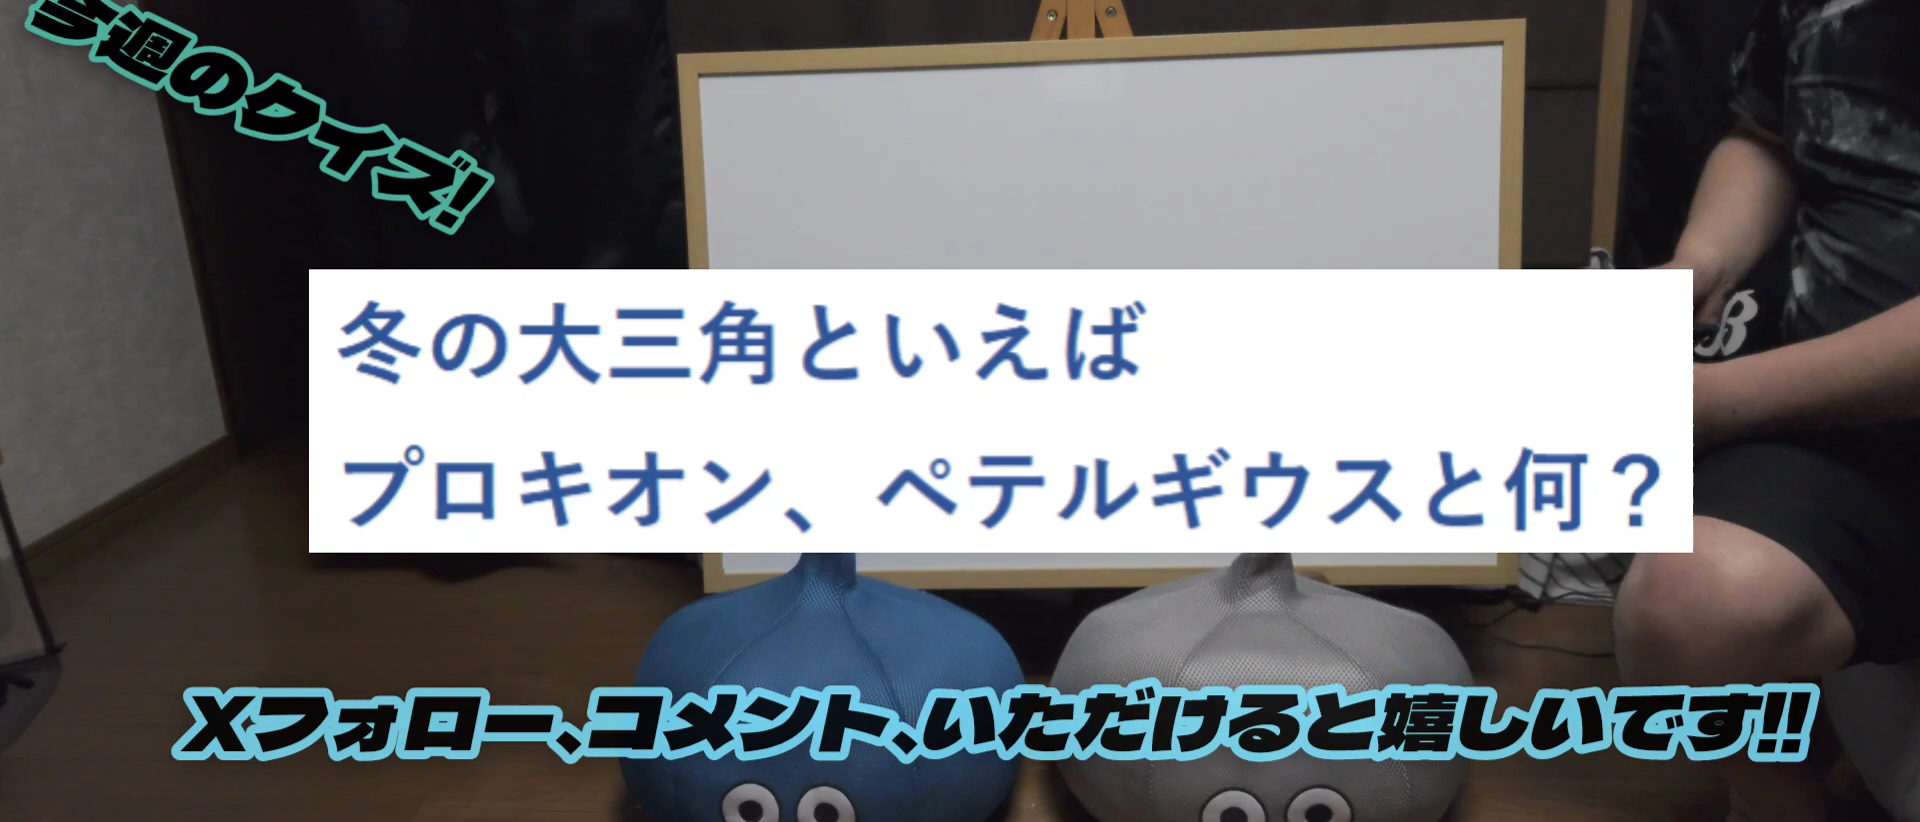 今週のクイズ!
冬の大三角といえば
プロキオン、ペテルギウスと何？
B
Xフォロー、コメント、いただけると嬉しいです!!